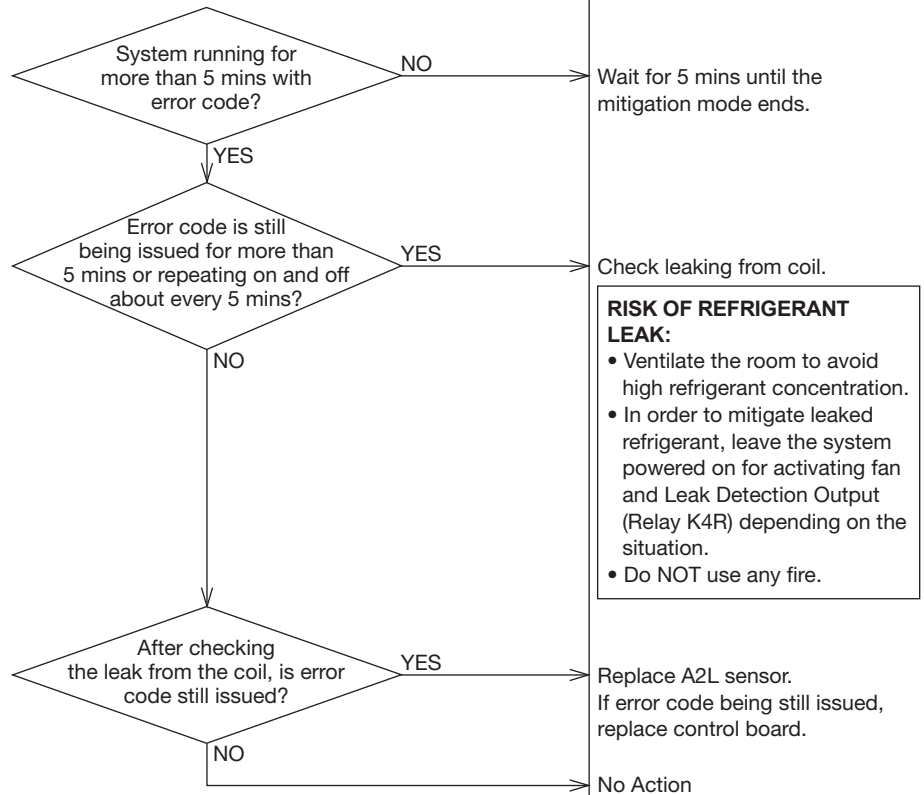 System running for
more than 5 mins with
error code?
NO
Wait for 5 mins until the
mitigation mode ends.
YES
Error code is still
being issued for more than
5 mins or repeating on and off
about every 5 mins?
YES
Check leaking from coil.
RISK OF REFRIGERANT
LEAK:
• Ventilate the room to avoid
high refrigerant concentration.
• In order to mitigate leaked
refrigerant, leave the system
powered on for activating fan
and Leak Detection Output
(Relay K4R) depending on the
situation.
• Do NOT use any fire.
NO
After checking
the leak from the coil, is error
code still issued?
YES
Replace A2L sensor.
If error code being still issued,
replace control board.
NO
No Action